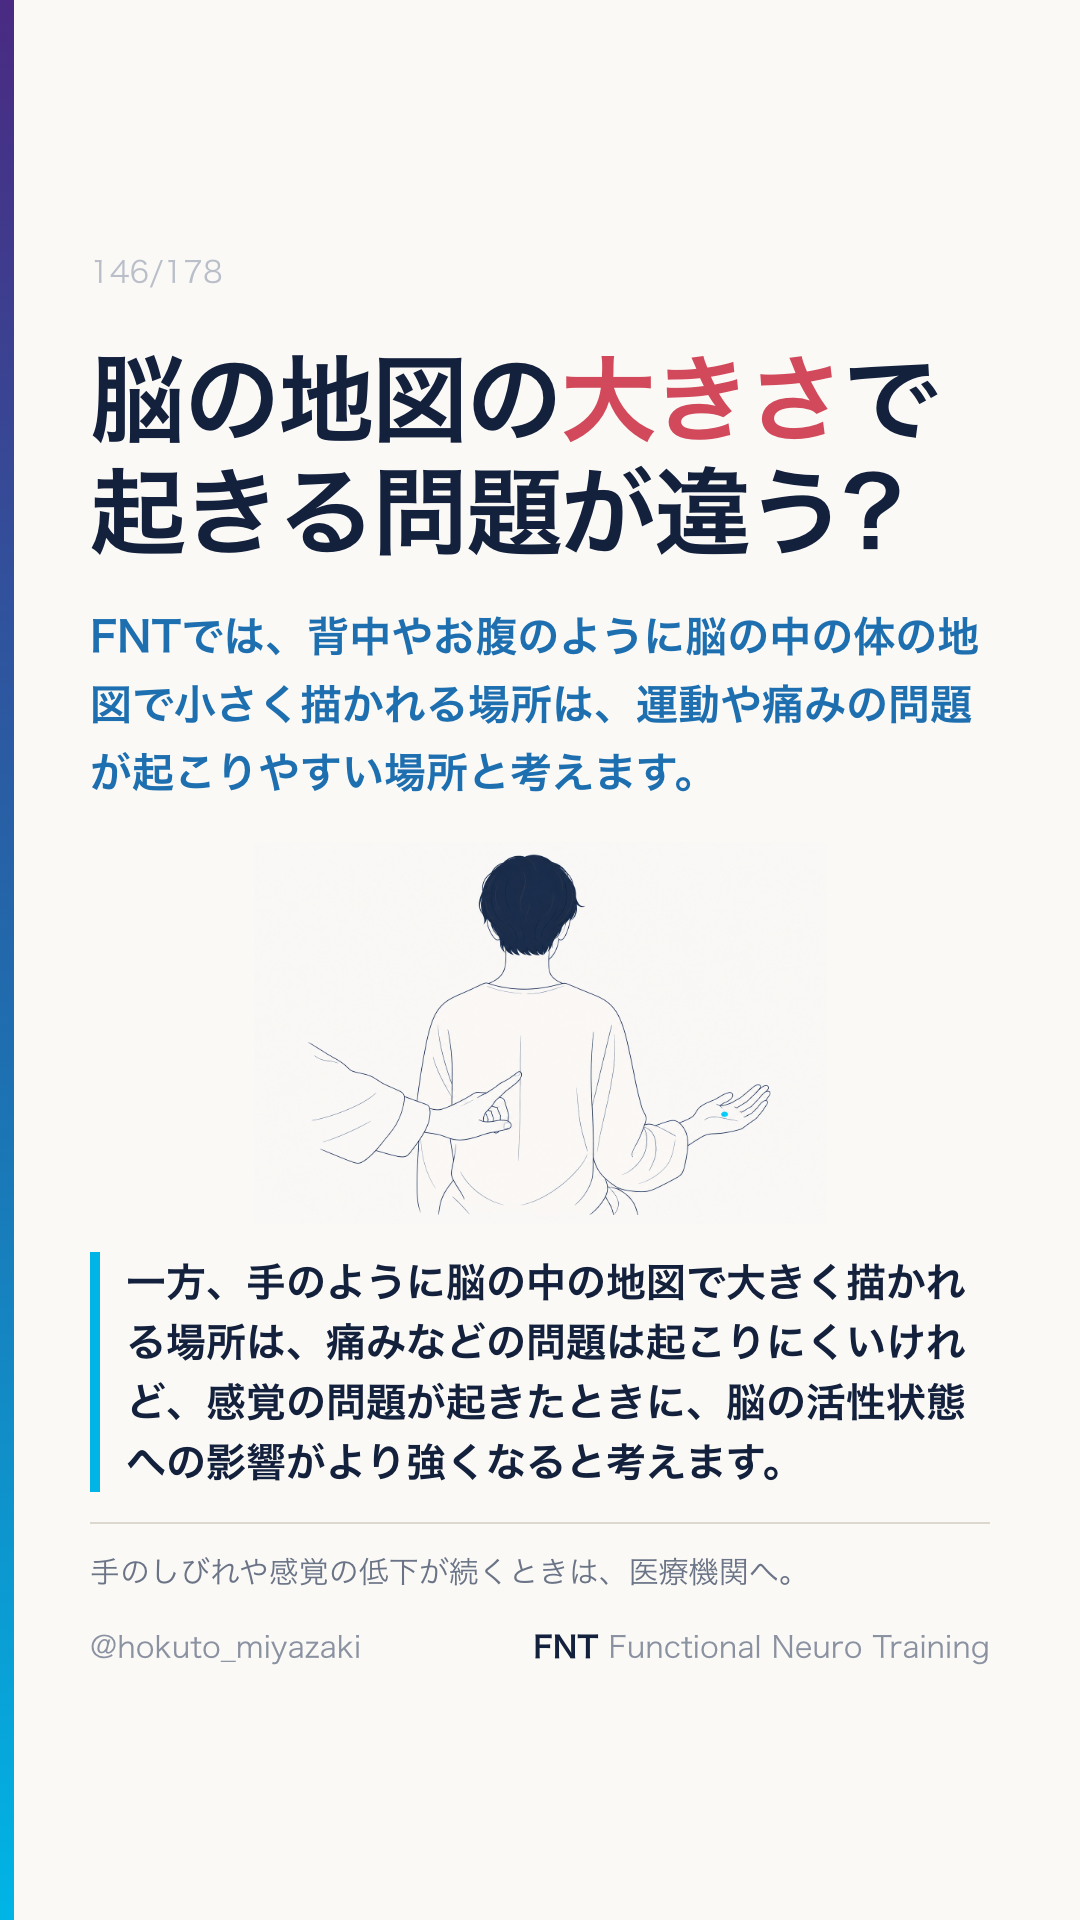 146/178
脳の地図の大きさで
起きる問題が違う?
FNTでは、背中やお腹のように脳の中の体の地
図で小さく描かれる場所は、運動や痛みの問題
が起こりやすい場所と考えます。
一方、手のように脳の中の地図で大きく描かれ
る場所は、痛みなどの問題は起こりにくいけれ
ど、感覚の問題が起きたときに、脳の活性状態
への影響がより強くなると考えます。
手のしびれや感覚の低下が続くときは、医療機関へ。
@hokuto_miyazaki
FNT Functional Neuro Training